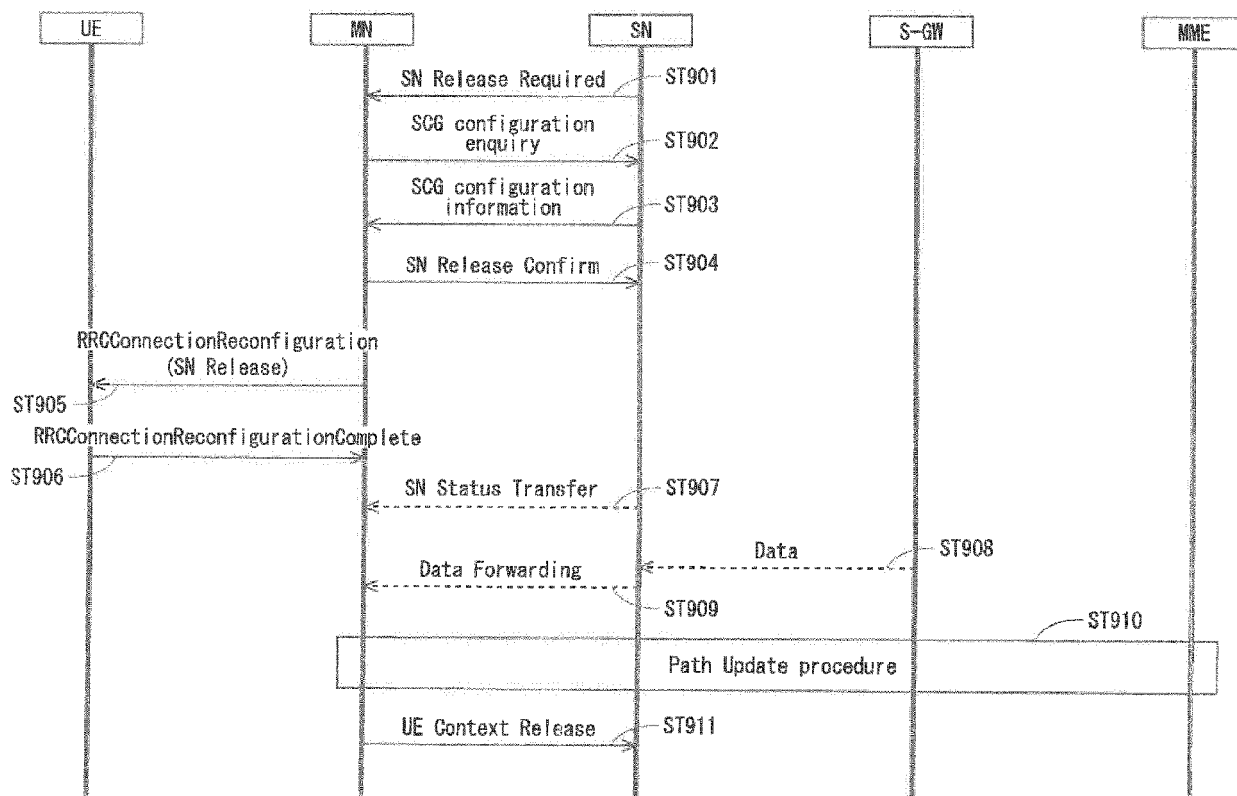 UE
MN
SN
S-GW
MME
SN Release Required
ST901
SCG configuration
enquiry
ST902
SCG configuration
information
ST903
SN Release Confirm
ST904
RRCConnectionReconfiguration
(SN Release)
ST905
RRCConnectionReconfigurationComplete
ST906
SN Status Transfer
ST907
Data
ST908
Data Forwarding
ST909
ST910
Path Update procedure
UE Context Release
ST911